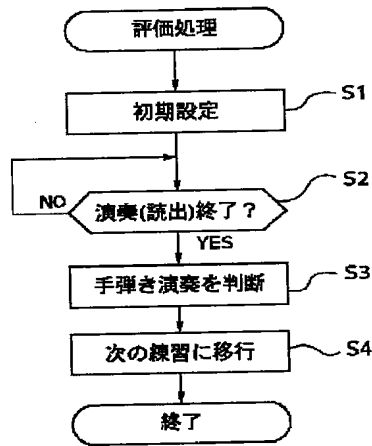 評価処理
初期設定
S1
演奏(読出)終了？
S2
NO
YES
手弾き演奏を判断
S3
次の練習に移行
S4
終了